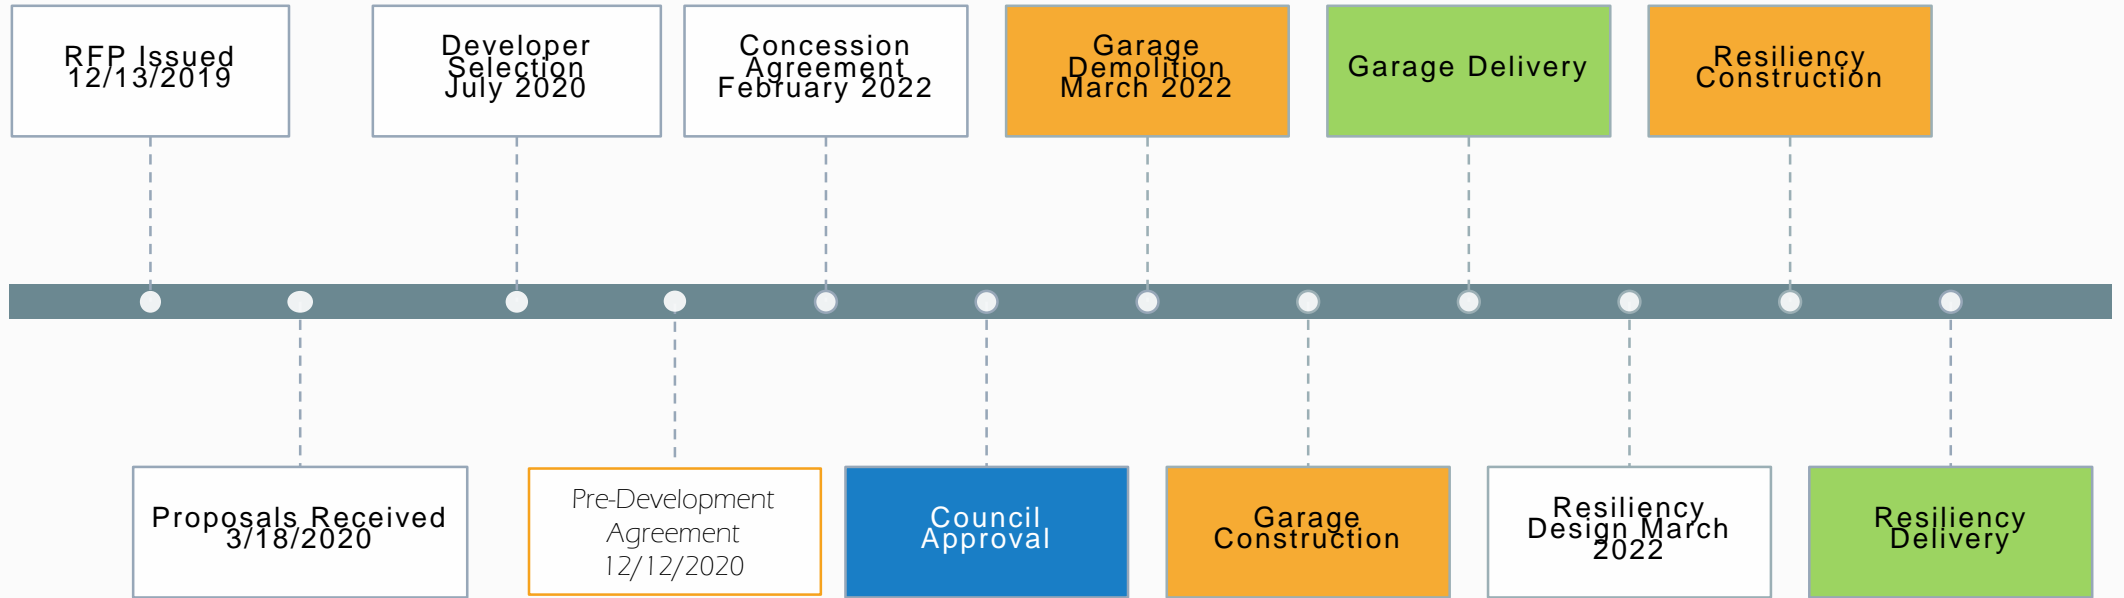 RFP Issued
12/13/2019
Developer
Selection
July 2020
Concession
Agreement
February 2022
Garage
Demolition
March 2022
Garage Delivery
Resiliency
Construction
Proposals Received
3/18/2020
Pre-Development
Agreement
12/12/2020
Council
Approval
Garage
Construction
Resiliency
Design March
2022
Resiliency
Delivery